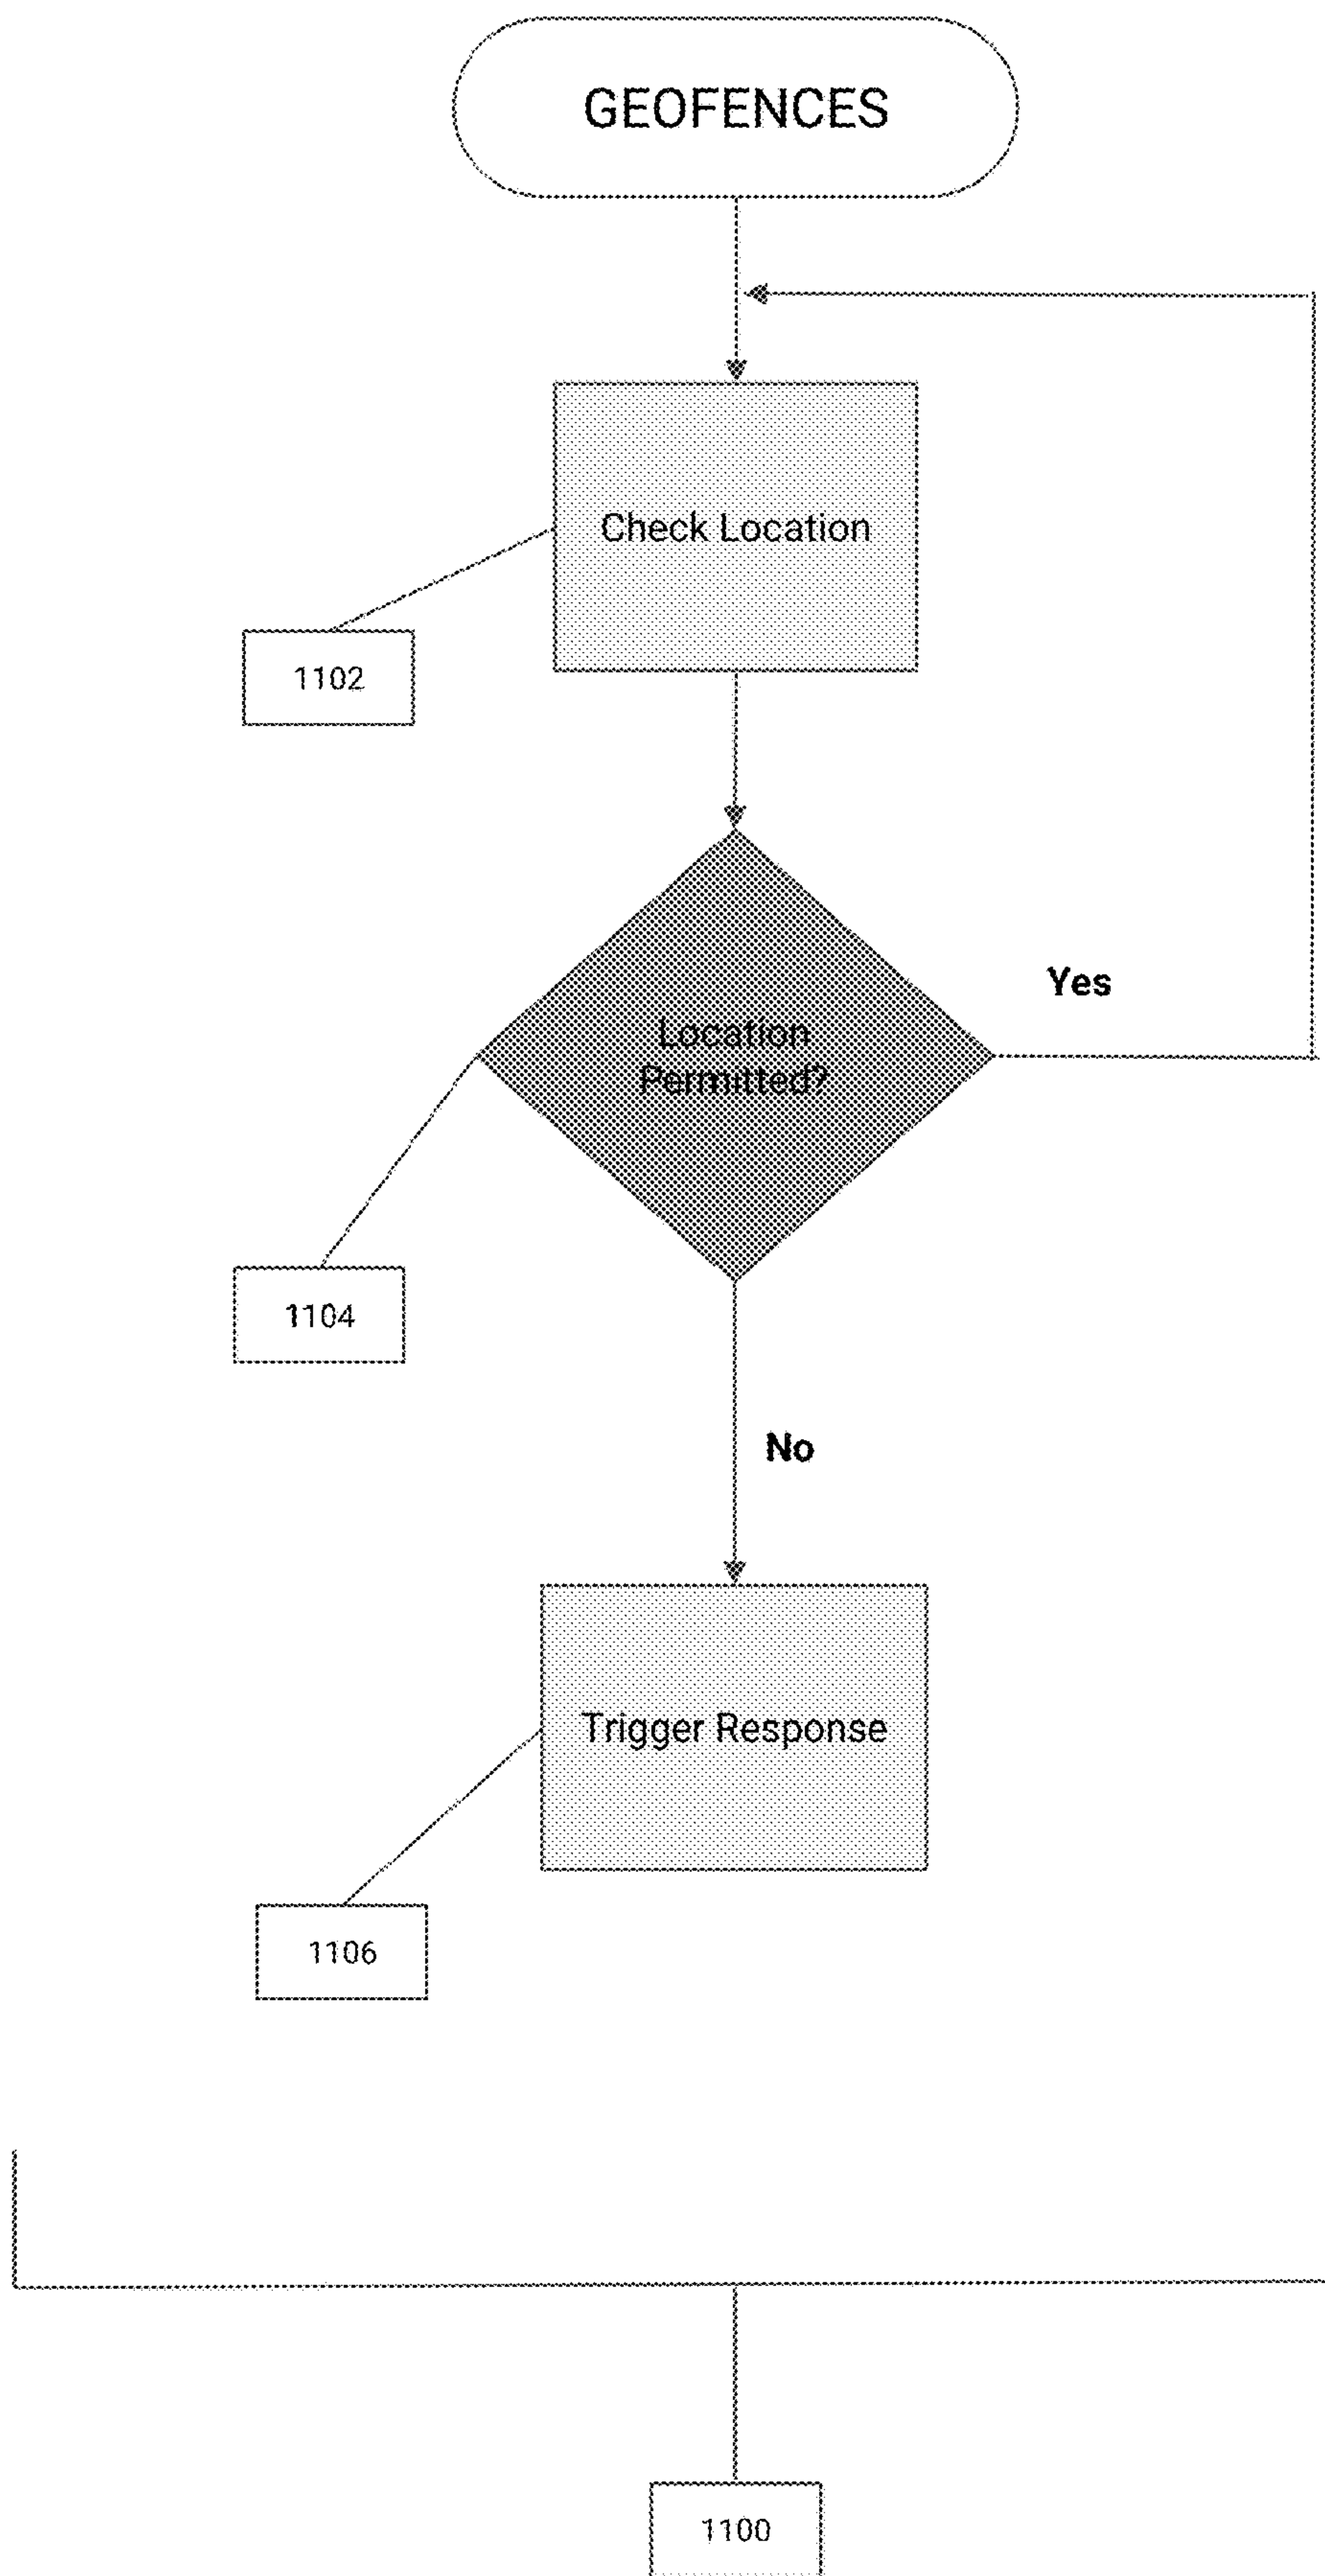 GEOFENCES
Check Location
1102
Yes
Location
Permitted?
1104
No
Trigger Response
1106
1100